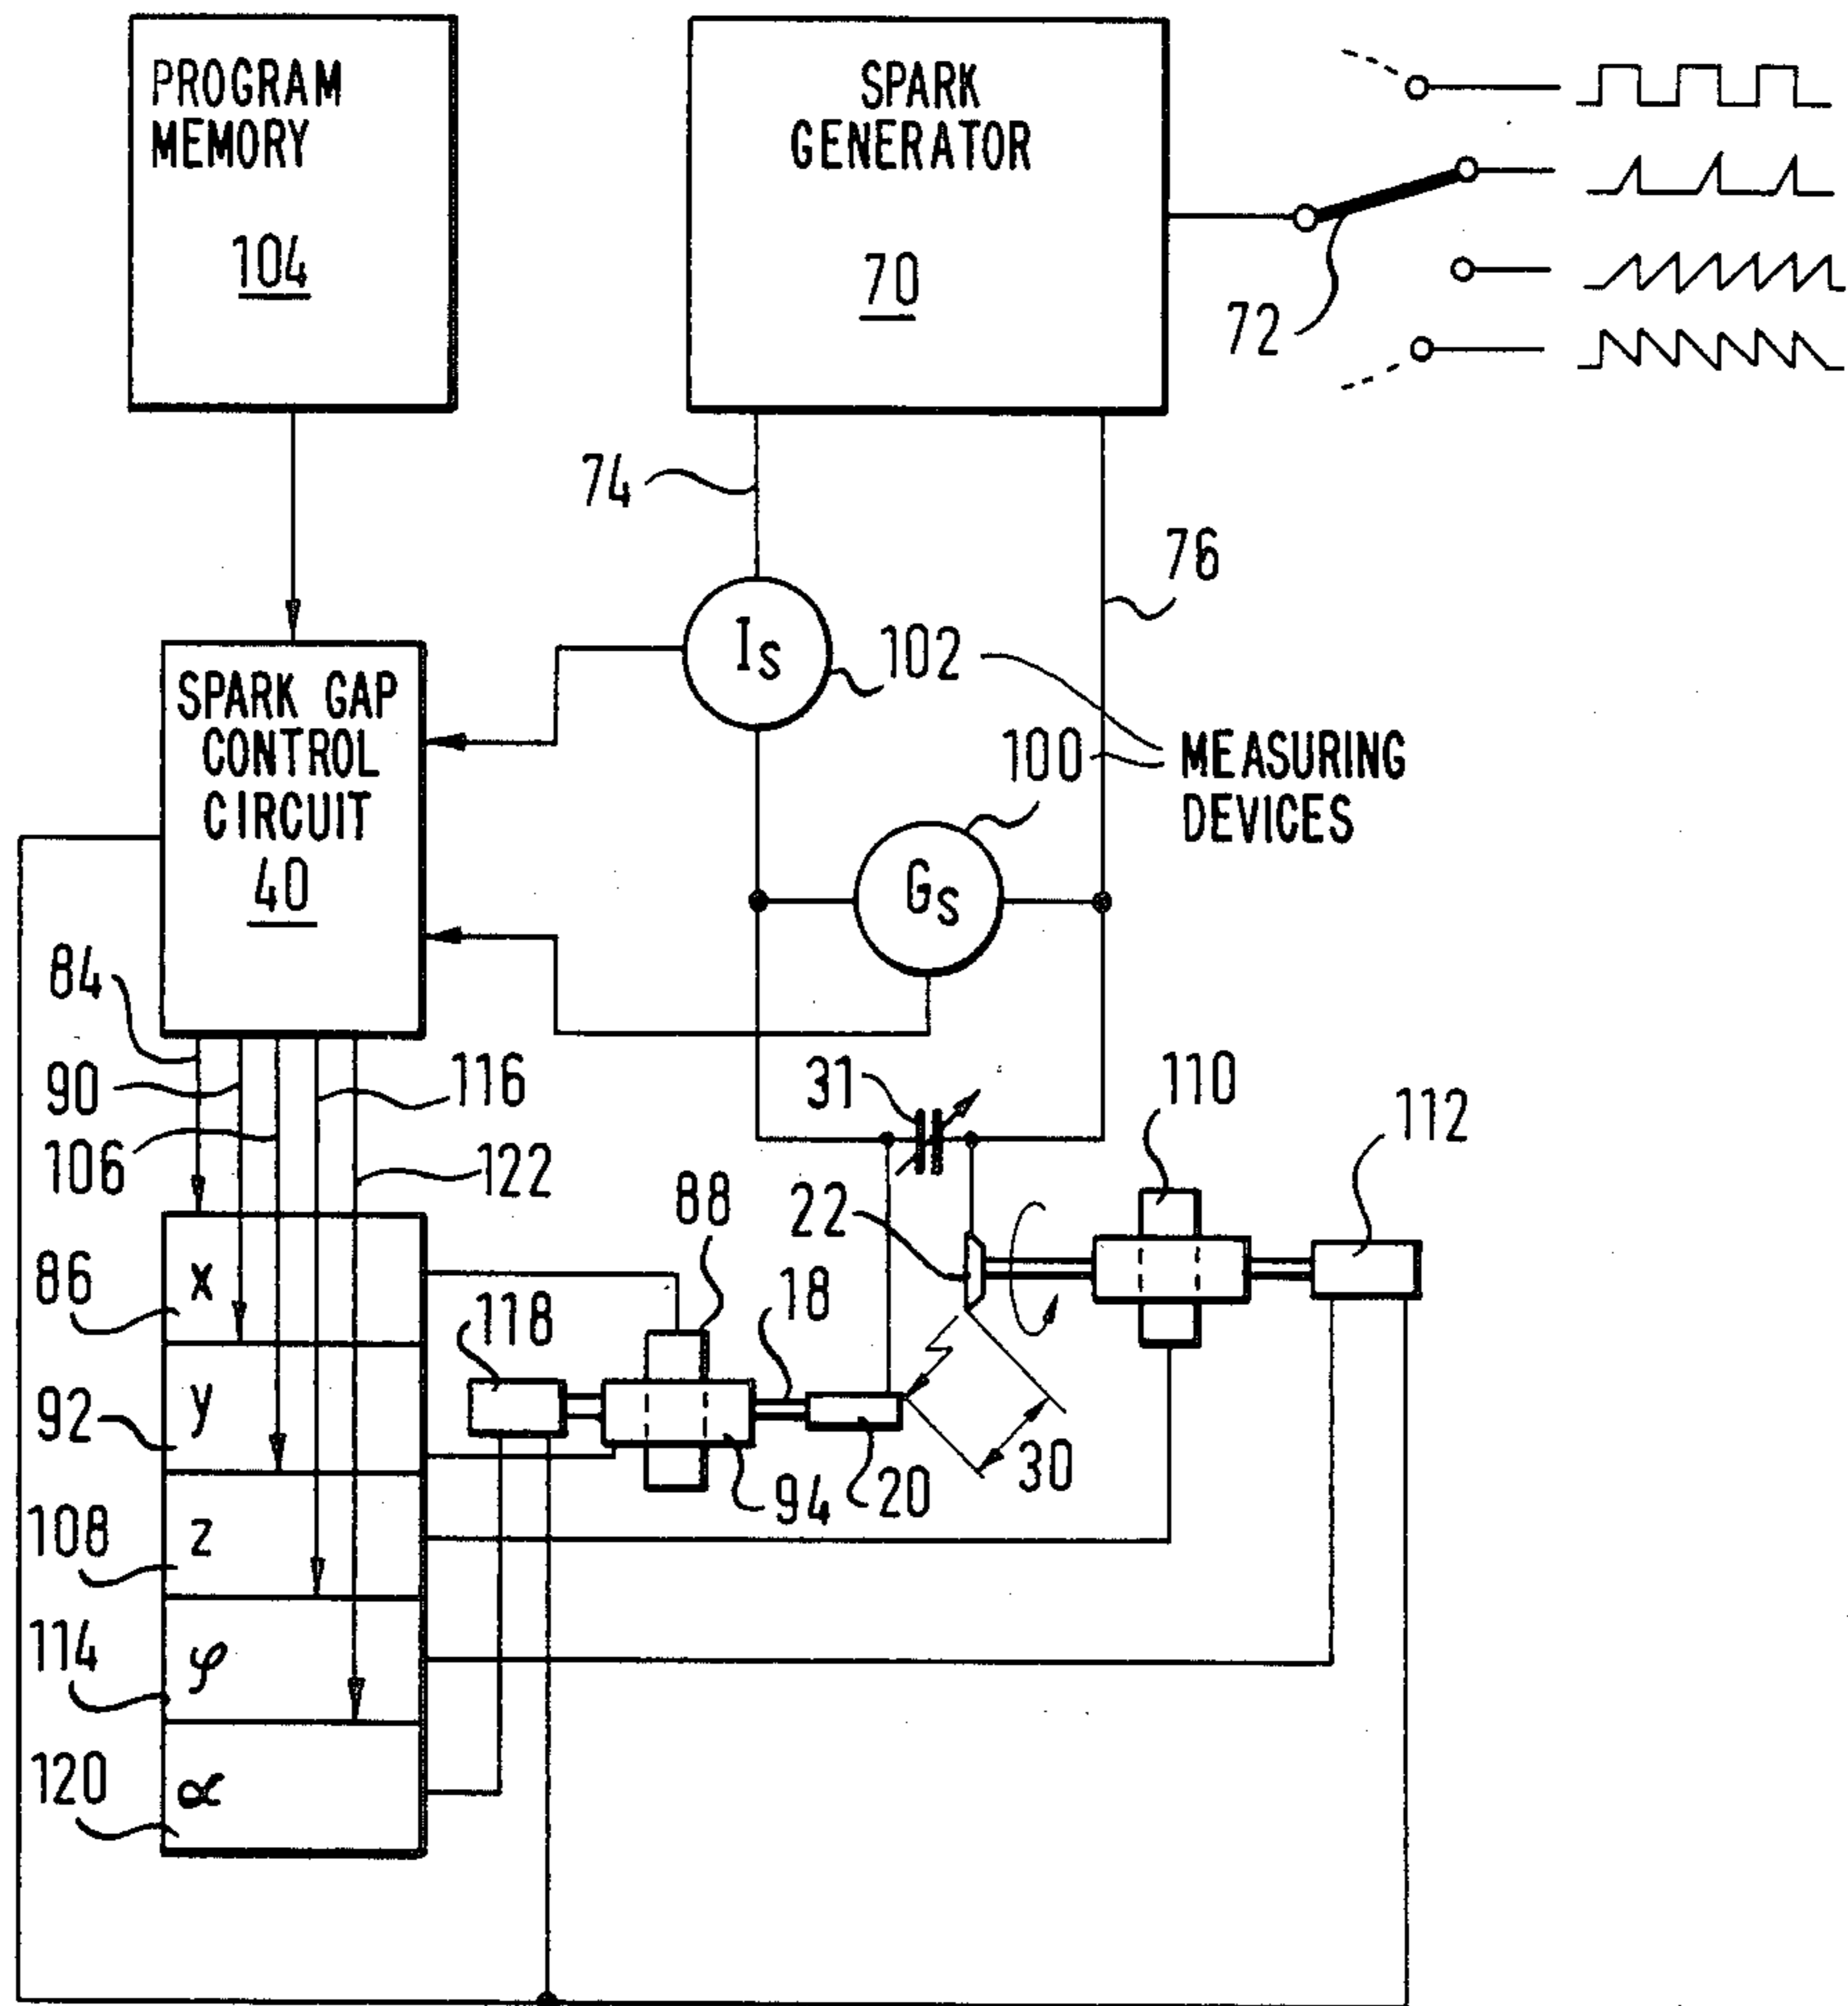 PROGRAM
MEMORY
104
SPARK
GENERATOR
70
72
74
76
SPARK GAP
CONTROL
CIRCUIT
40
Is
102
100
MEASURING
DEVICES
Gs
84
90
106
116
122
31
110
112
88
22
18
118
86
x
92
y
94
20
30
108
z
114
φ
120
α